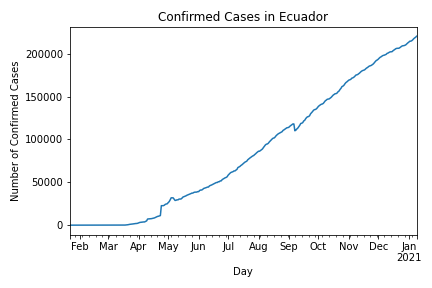 Confirmed Cases in Ecuador
Number of Confirmed Cases
200000
150000
100000
50000
0
Feb Mar Apr May Jun Jul Aug Sep Oct Nov Dec Jan
2021
Day